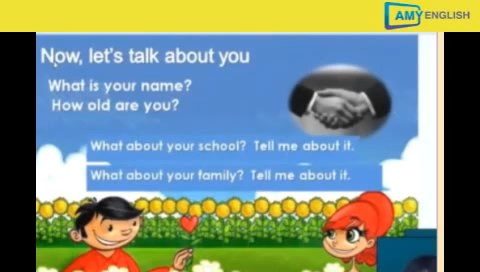 AMY ENGLISH
Now, let's talk about you
What is your name?
How old are you?
What about your school? Tell me about it.
What about your family? Tell me about it.